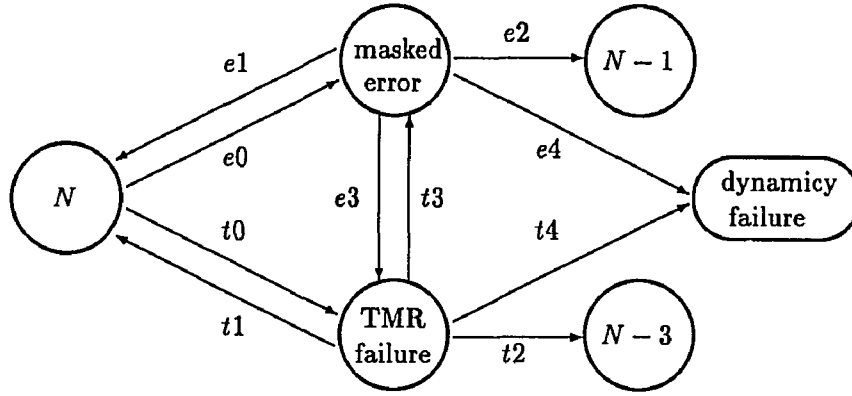 masked
error
e2
N − 1
e1
e0
e4
N
e3
t3
dynamicy
failure
t0
t4
t1
TMR
failure
t2
N − 3